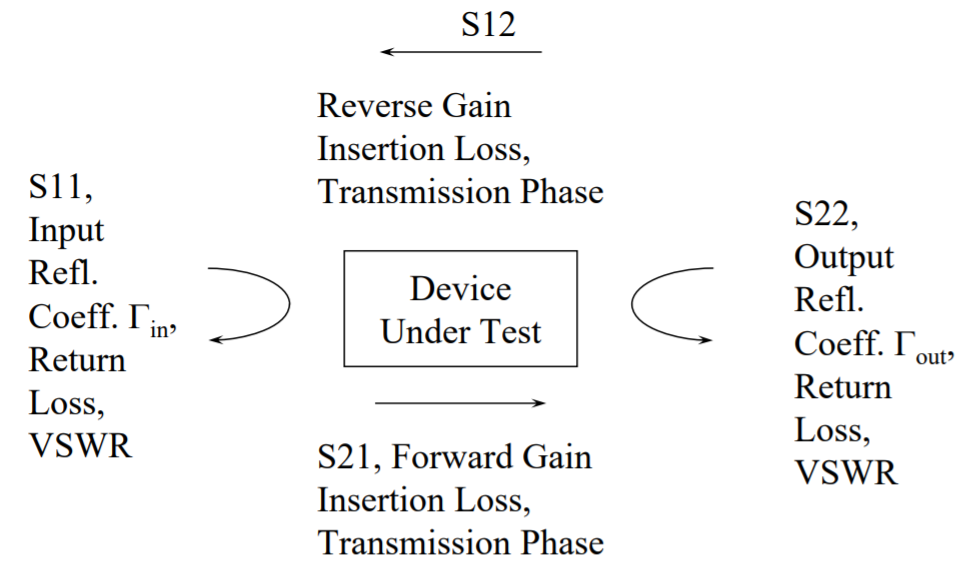 S12
Reverse Gain
Insertion Loss,
Transmission Phase
S11,
Input
Refl.
Coeff. Γin,
Return
Loss,
VSWR
Device
Under Test
S22,
Output
Refl.
Coeff. Γout,
Return
Loss,
VSWR
S21, Forward Gain
Insertion Loss,
Transmission Phase